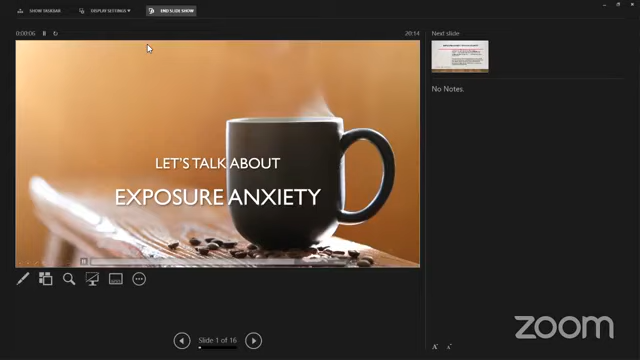 SHOW TASKBAR
DISPLAY SETTINGS ▾
END SLIDE SHOW
0:00:06
20:14
Next slide
No Notes.
LET'S TALK ABOUT
EXPOSURE ANXIETY
Slide 1 of 16
zoom